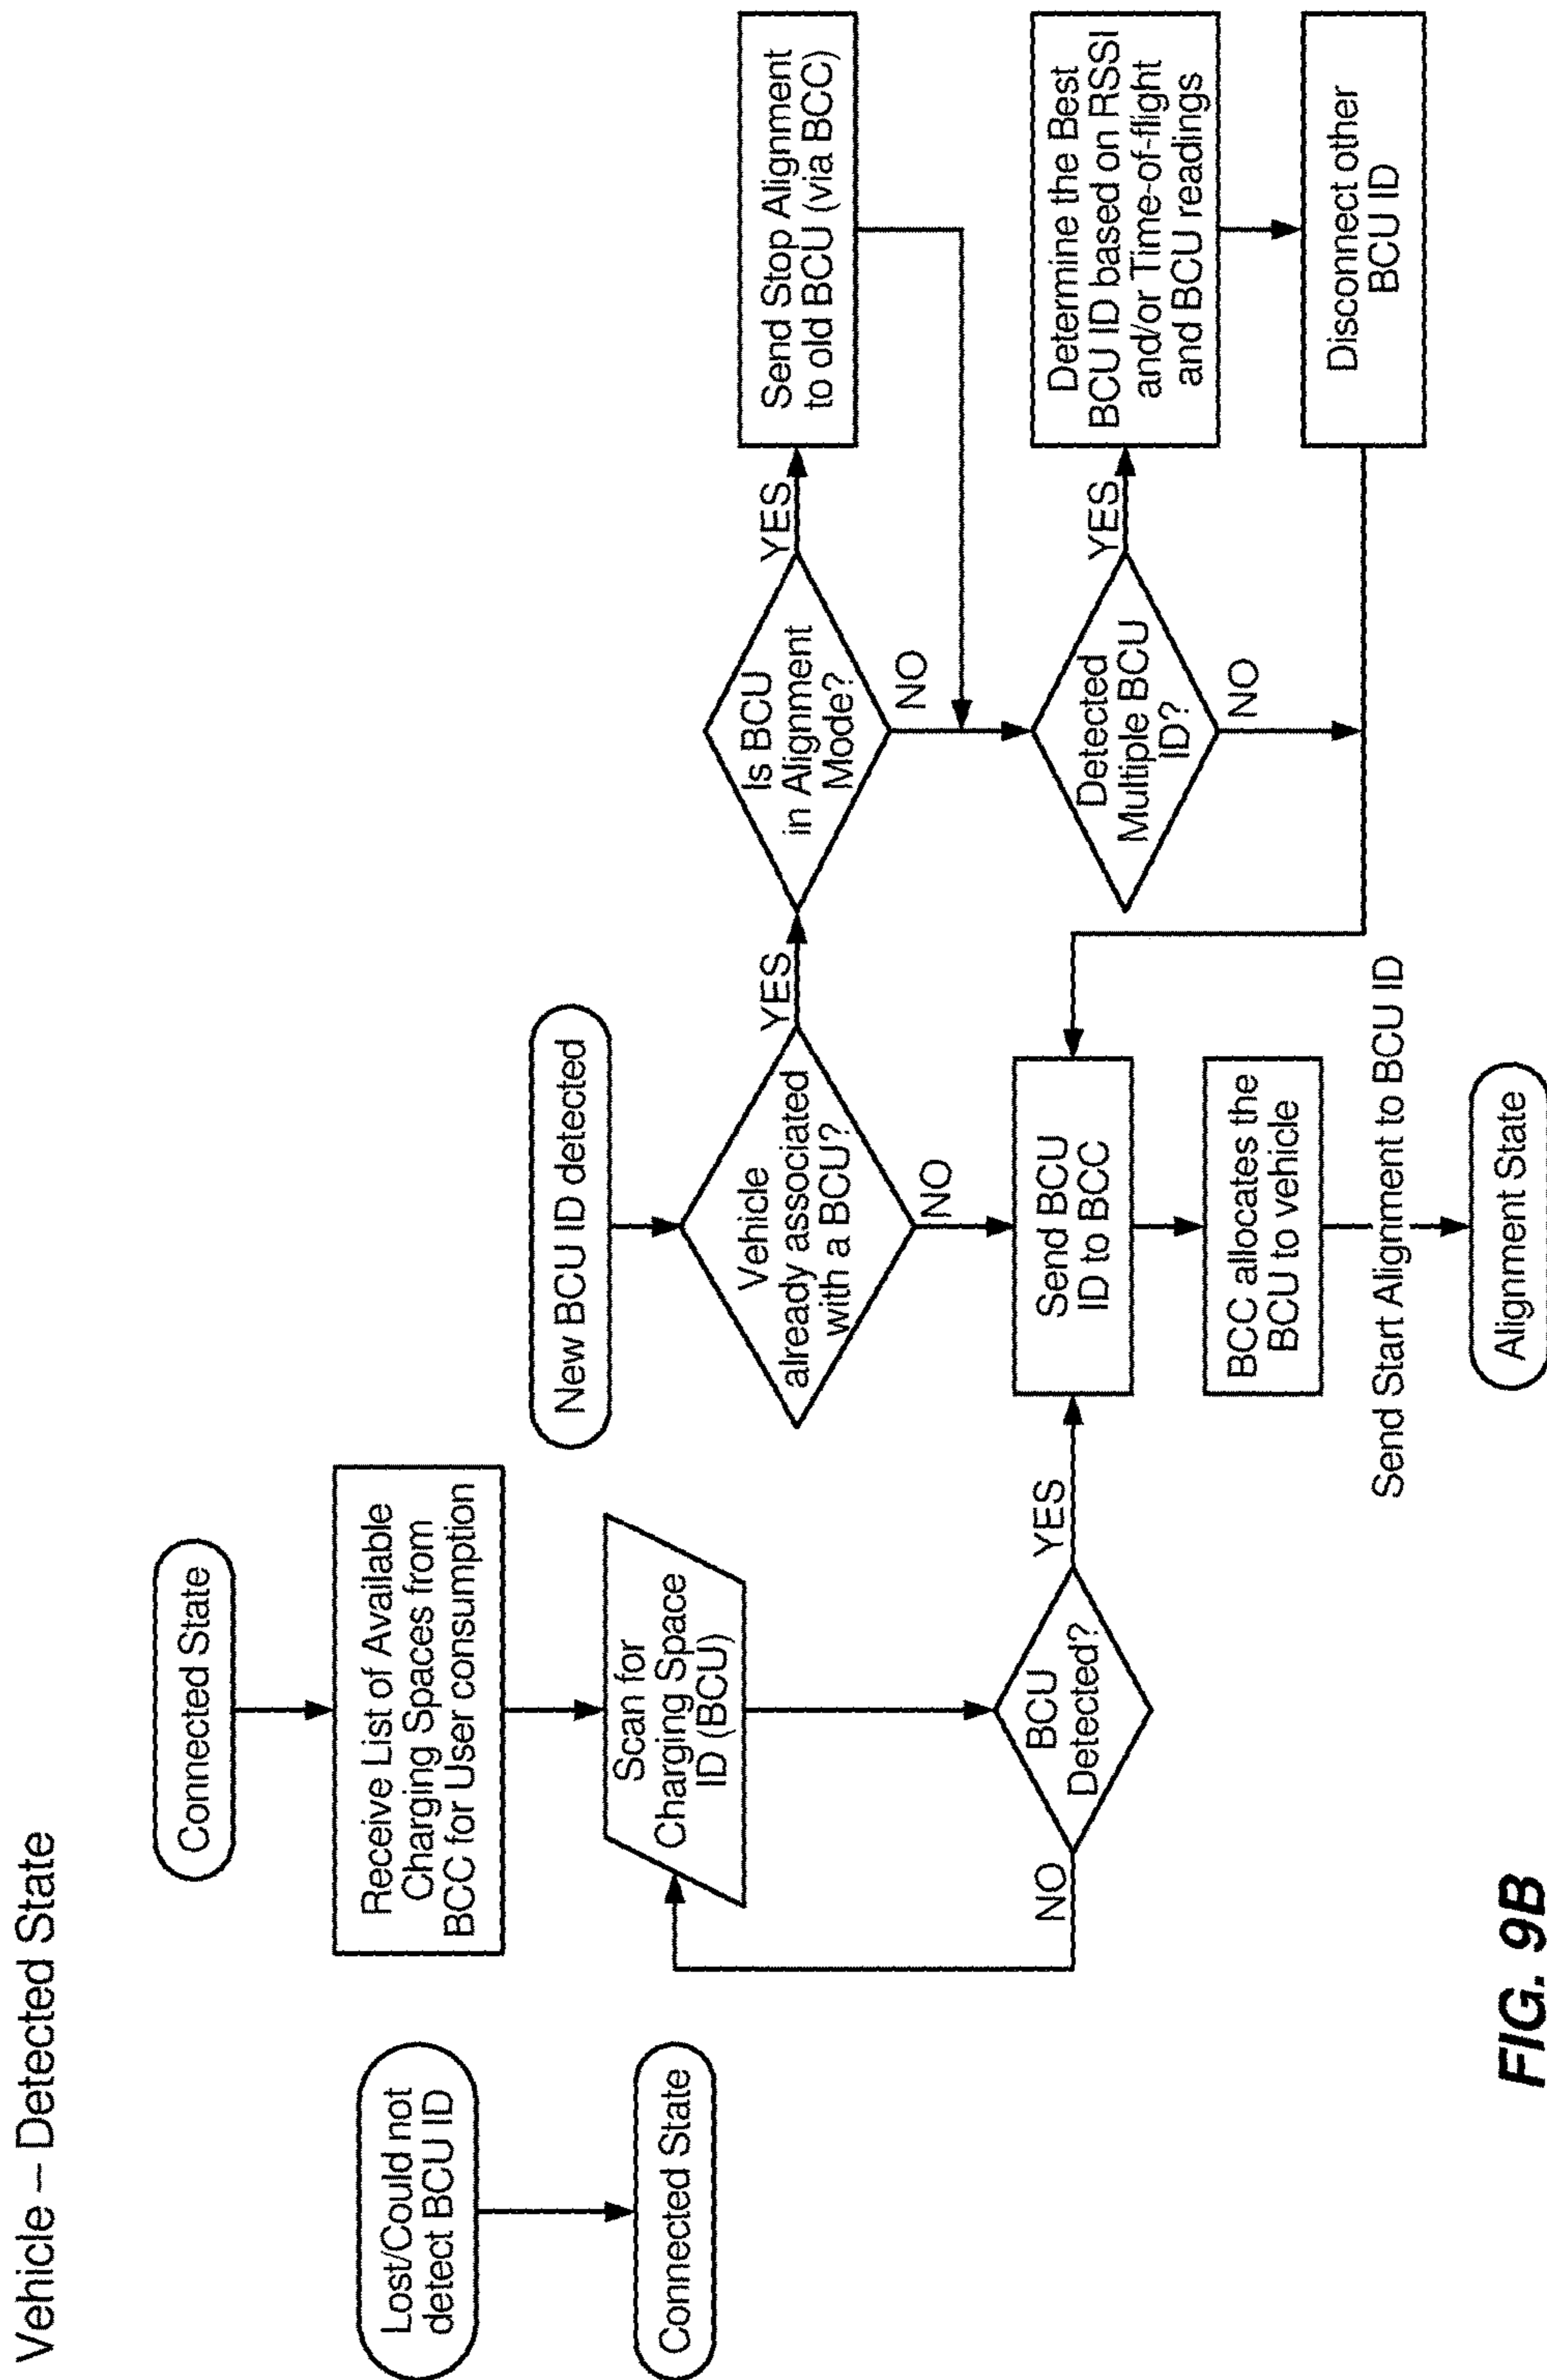 Vehicle – Detected State
Lost/Could not
detect BCU ID
Connected State
Connected State
Receive List of Available
Charging Spaces from
BCC for User consumption
Scan for
Charging Space
ID (BCU)
BCU
Detected?
NO
YES
New BCU ID detected
Vehicle
already associated
with a BCU?
YES
NO
Send BCU
ID to BCC
BCC allocates the
BCU to vehicle
Send Start Alignment to BCU ID
Alignment State
Is BCU
in Alignment
Mode?
YES
NO
Send Stop Alignment
to old BCU (via BCC)
Detected
Multiple BCU
ID?
YES
NO
Determine the Best
BCU ID based on RSSI
and/or Time-of-flight
and BCU readings
Disconnect other
BCU ID
FIG. 9B